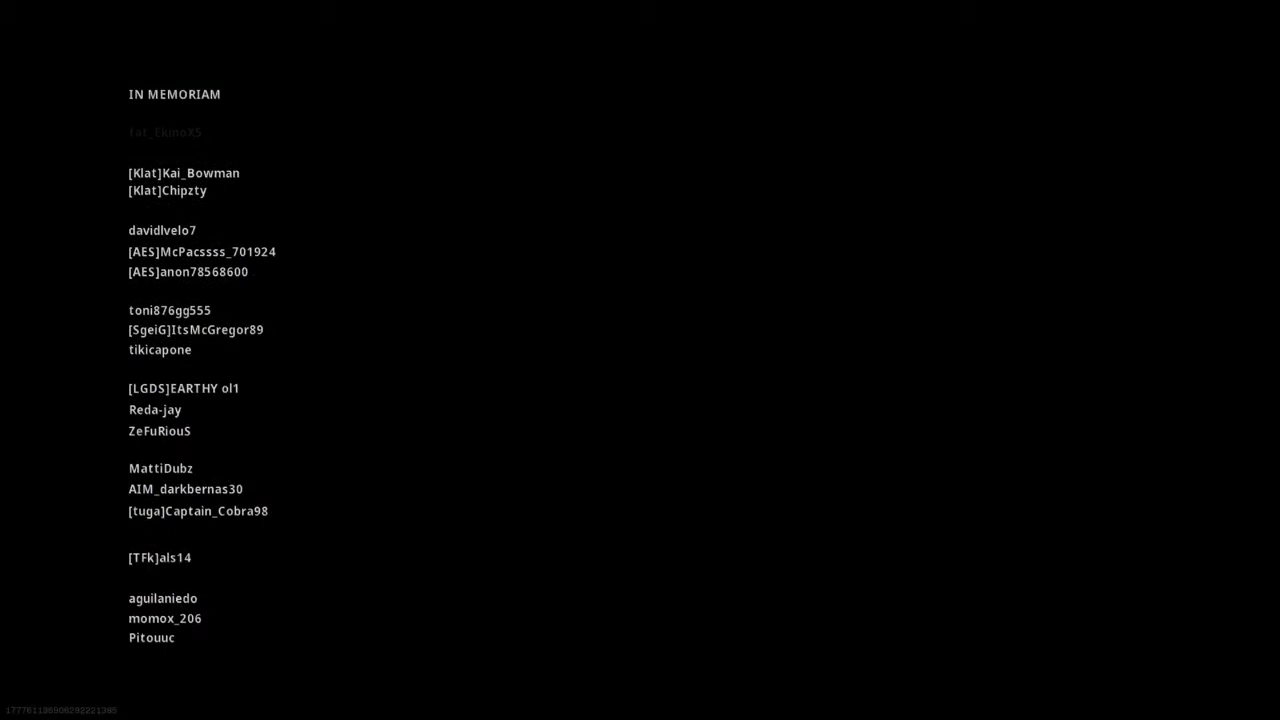 IN MEMORIAM
[Klat]Kai_Bowman
[Klat]Chipzty
davidlvelo7
[AES]McPacssss_701924
[AES]anon78568600
toni876gg555
[SgeiG]ItsMcGregor89
tikicapone
[LGDS]EARTHY ol1
Reda-jay
ZeFuRiouS
MattiDubz
AIM_darkbernas30
[tuga]Captain_Cobra98
[TFk]als14
aguilaniedo
momox_206
Pitouuc